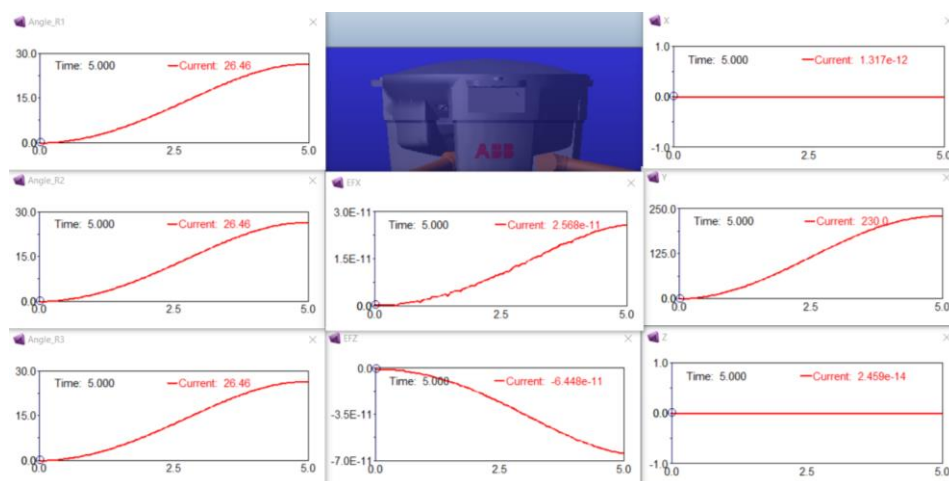 Angle_R1
30.0
Time: 5.000
Current: 26.46
15.0
0.0
0.0
2.5
5.0
Angle_R2
30.0
Time: 5.000
Current: 26.46
15.0
0.0
0.0
2.5
5.0
Angle_R3
30.0
Time: 5.000
Current: 26.46
15.0
0.0
0.0
2.5
5.0
ABB
EFX
3.0E-11
Time: 5.000
Current: 2.568e-11
1.5E-11
0.0
0.0
2.5
5.0
EFZ
0.0
Time: 5.000
Current: -6.448e-11
-3.5E-11
-7.0E-11
0.0
2.5
5.0
X
1.0
Time: 5.000
Current: 1.317e-12
0.0
-1.0
0.0
2.5
5.0
Y
250.0
Time: 5.000
Current: 230.0
125.0
0.0
0.0
2.5
5.0
Z
1.0
Time: 5.000
Current: 2.459e-14
0.0
-1.0
0.0
2.5
5.0